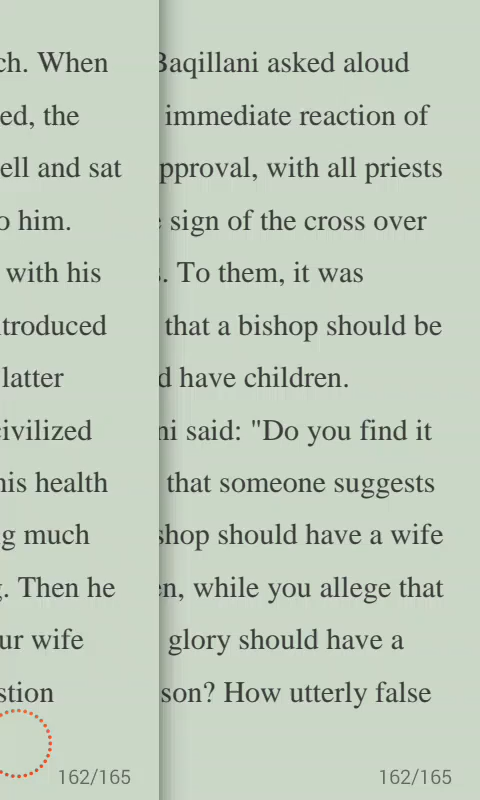 ch. When
ed, the
ell and sat
o him.
with his
troduced
latter
civilized
his health
g much
. Then he
ur wife
stion
162/165
Baqillani asked aloud
immediate reaction of
pproval, with all priests
sign of the cross over
. To them, it was
that a bishop should be
d have children.
ni said: "Do you find it
that someone suggests
shop should have a wife
en, while you allege that
glory should have a
son? How utterly false
162/165